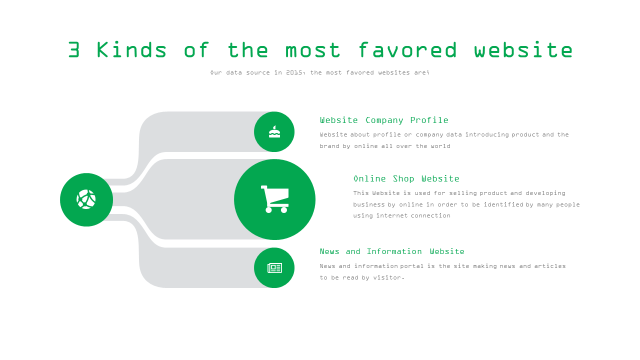 3 Kinds of the most favored website
Our data source in 2015, the most favored websites are:
Website Company Profile
Website about profile or company data introducing product and the
brand by online all over the world
Online Shop Website
This Website is used for selling product and developing
business by online in order to be identified by many people
using internet connection
News and Information Website
News and information portal is the site making news and articles
to be read by visitor.